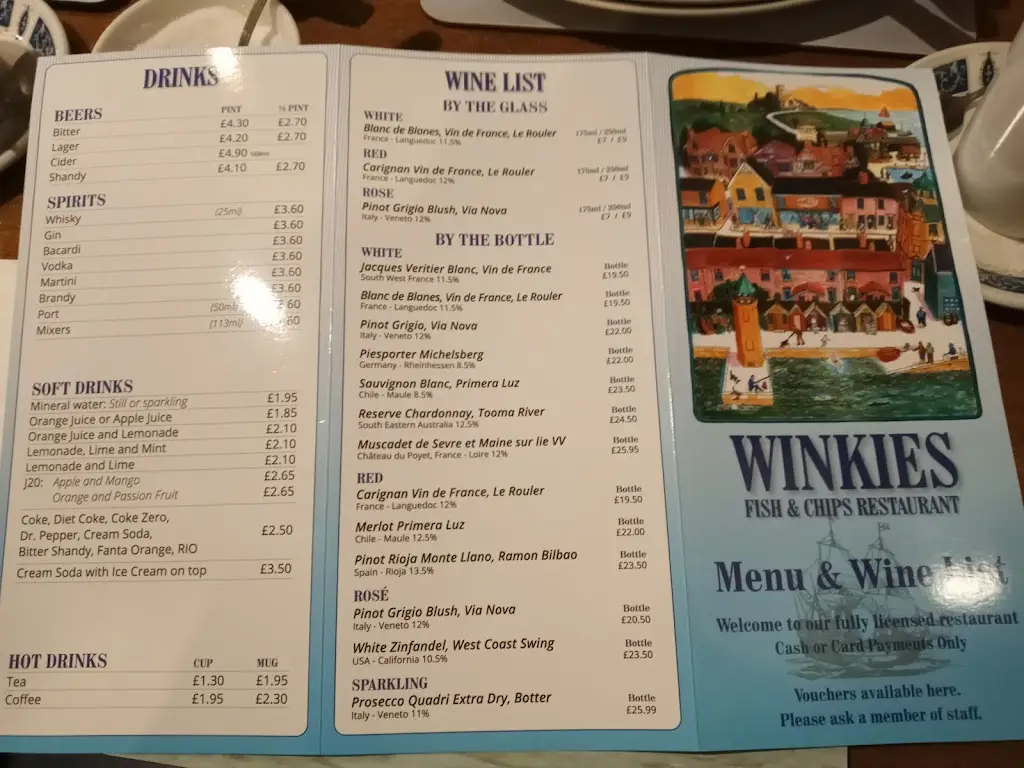 DRINKS
BEERS PINT ½ PINT
Bitter £4.30 £2.70
Lager £4.20 £2.70
Cider £4.90
Shandy £4.10 £2.70
SPIRITS
Whisky (25ml) £3.60
Gin £3.60
Bacardi £3.60
Vodka £3.60
Martini £3.60
Brandy £3.60
Port (50ml)
Mixers (113ml)
SOFT DRINKS
Mineral water: Still or sparkling £1.95
Orange Juice or Apple Juice £1.85
Orange Juice and Lemonade £2.10
Lemonade, Lime and Mint £2.10
Lemonade and Lime £2.10
J20: Apple and Mango £2.65
Orange and Passion Fruit £2.65
Coke, Diet Coke, Coke Zero,
Dr. Pepper, Cream Soda, £2.50
Bitter Shandy, Fanta Orange, RIO
Cream Soda with Ice Cream on top £3.50
HOT DRINKS CUP MUG
Tea £1.30 £1.95
Coffee £1.95 £2.30
WINE LIST
BY THE GLASS
WHITE
Blanc de Blanes, Vin de France, Le Rouler 175ml / 250ml
France - Languedoc 11.5% £7 / £9
RED
Carignan Vin de France, Le Rouler 175ml / 250ml
France - Languedoc 12% £7 / £9
ROSE
Pinot Grigio Blush, Via Nova 175ml / 250ml
Italy - Veneto 12% £7 / £9
BY THE BOTTLE
WHITE
Jacques Veritier Blanc, Vin de France Bottle
South West France 11.5% £19.50
Blanc de Blanes, Vin de France, Le Rouler Bottle
France - Languedoc 11.5% £19.50
Pinot Grigio, Via Nova Bottle
Italy - Veneto 12% £22.00
Piesporter Michelsberg Bottle
Germany - Rheinhessen 8.5% £22.00
Sauvignon Blanc, Primera Luz Bottle
Chile - Maule 8.5% £23.50
Reserve Chardonnay, Tooma River Bottle
South Eastern Australia 12.5% £24.50
Muscadet de Sevre et Maine sur lie VV Bottle
Château du Poyet, France - Loire 12% £25.95
RED
Carignan Vin de France, Le Rouler Bottle
France - Languedoc 12% £19.50
Merlot Primera Luz Bottle
Chile - Maule 12.5% £22.00
Pinot Rioja Monte Llano, Ramon Bilbao Bottle
Spain - Rioja 13.5% £23.50
ROSÉ
Pinot Grigio Blush, Via Nova Bottle
Italy - Veneto 12% £20.50
White Zinfandel, West Coast Swing Bottle
USA - California 10.5% £23.50
SPARKLING
Prosecco Quadri Extra Dry, Botter Bottle
Italy - Veneto 11% £25.99
WINKIES
FISH & CHIPS RESTAURANT
Menu & Wine List
Welcome to our fully licensed restaurant
Cash or Card Payments Only
Vouchers available here.
Please ask a member of staff.